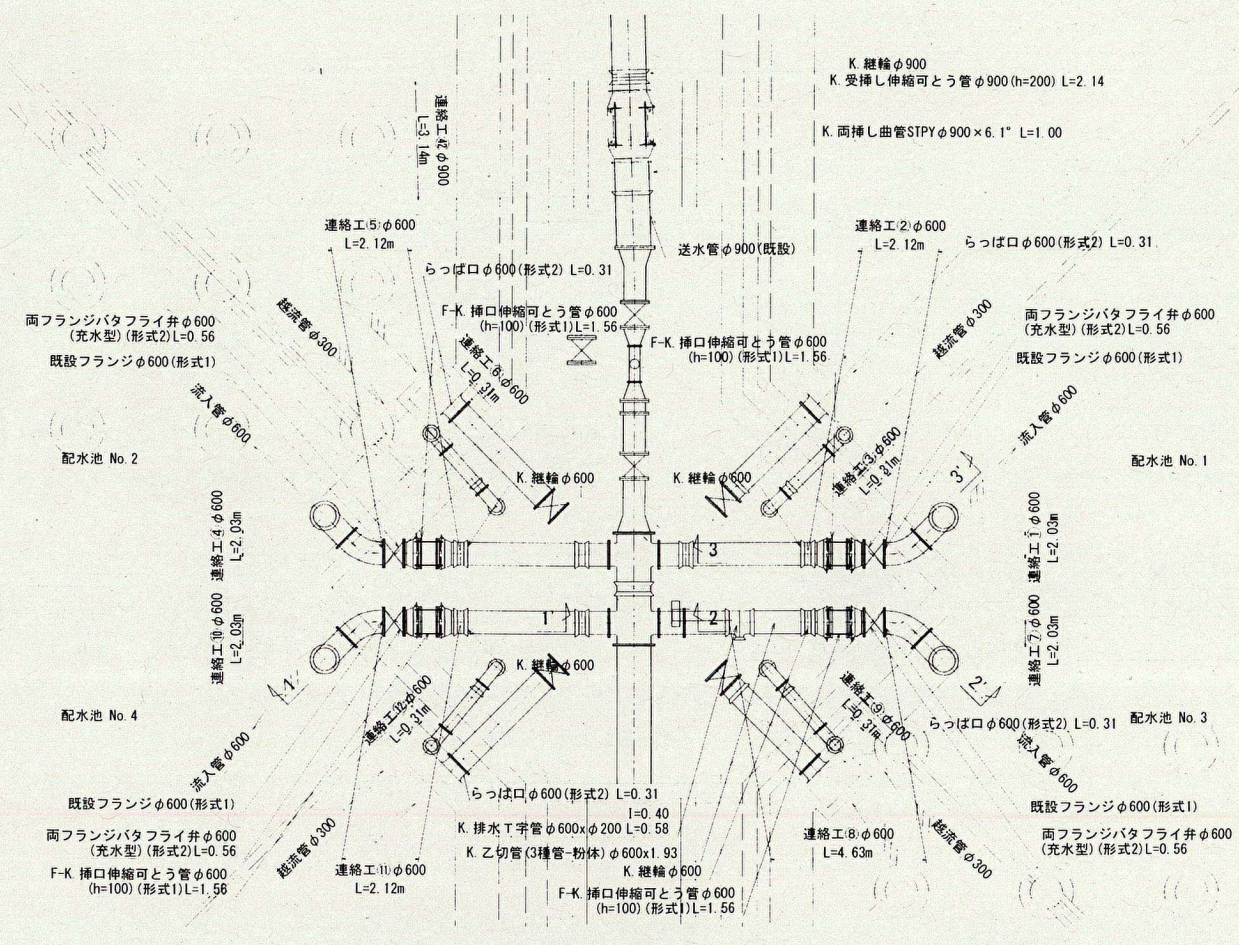 K. 継輪φ900
K. 受挿し伸縮可とう管φ900(h=200) L=2.14
K. 両挿し曲管STPYφ900×6.1° L=1.00
連絡工⑫φ900
L=3.14m
連絡工⑤φ600
L=2.12m
連絡工②φ600
L=2.12m
らっぱ口φ600(形式2) L=0.31
送水管φ900(既設)
らっぱ口φ600(形式2) L=0.31
F-K. 挿口伸縮可とう管φ600
(h=100)(形式1)L=1.56
両フランジバタフライ弁φ600
(充水型)(形式2)L=0.56
既設フランジφ600(形式1)
越流管φ300
F-K. 挿口伸縮可とう管φ600
(h=100)(形式1)L=1.56
越流管φ300
両フランジバタフライ弁φ600
(充水型)(形式2)L=0.56
既設フランジφ600(形式1)
連絡工⑥φ600
L=0.31m
流入管φ600
流入管φ600
配水池 No.2
K. 継輪φ600
K. 継輪φ600
連絡工③φ600
L=0.31m
3'
配水池 No.1
連絡工④φ600
L=2.03m
3
連絡工①φ600
L=2.03m
連絡工⑩φ600
L=2.03m
1
2
連絡工⑦φ600
L=2.03m
1'
K. 継輪φ600
2'
配水池 No.4
連絡工⑫φ600
L=0.31m
連絡工⑨φ600
L=0.31m
らっぱ口φ600(形式2) L=0.31
配水池 No.3
流入管φ600
流入管φ600
既設フランジφ600(形式1)
らっぱ口φ600(形式2) L=0.31
I=0.40
K. 排水T字管φ600xφ200 L=0.58
既設フランジφ600(形式1)
両フランジバタフライ弁φ600
(充水型)(形式2)L=0.56
越流管φ300
K. 乙切管(3種管-粉体) φ600x1.93
連絡工⑧φ600
L=4.63m
越流管φ300
両フランジバタフライ弁φ600
(充水型)(形式2)L=0.56
F-K. 挿口伸縮可とう管φ600
(h=100)(形式1)L=1.56
連絡工⑪φ600
L=2.12m
K. 継輪φ600
F-K. 挿口伸縮可とう管φ600
(h=100)(形式1)L=1.56